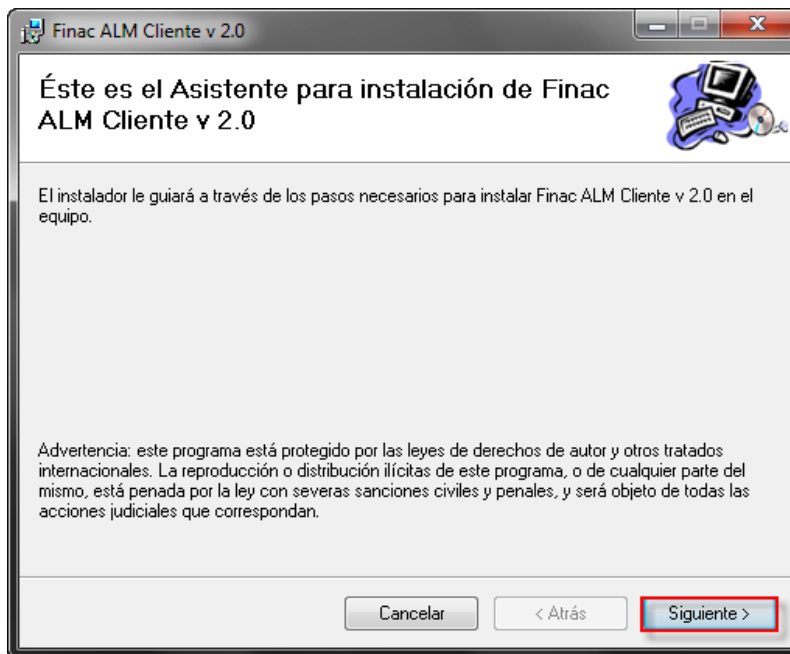 Finac ALM Cliente v 2.0
Éste es el Asistente para instalación de Finac
ALM Cliente v 2.0
El instalador le guiará a través de los pasos necesarios para instalar Finac ALM Cliente v 2.0 en el
equipo.
Advertencia: este programa está protegido por las leyes de derechos de autor y otros tratados
internacionales. La reproducción o distribución ilícitas de este programa, o de cualquier parte del
mismo, está penada por la ley con severas sanciones civiles y penales, y será objeto de todas las
acciones judiciales que correspondan.
Cancelar
< Atrás
Siguiente >